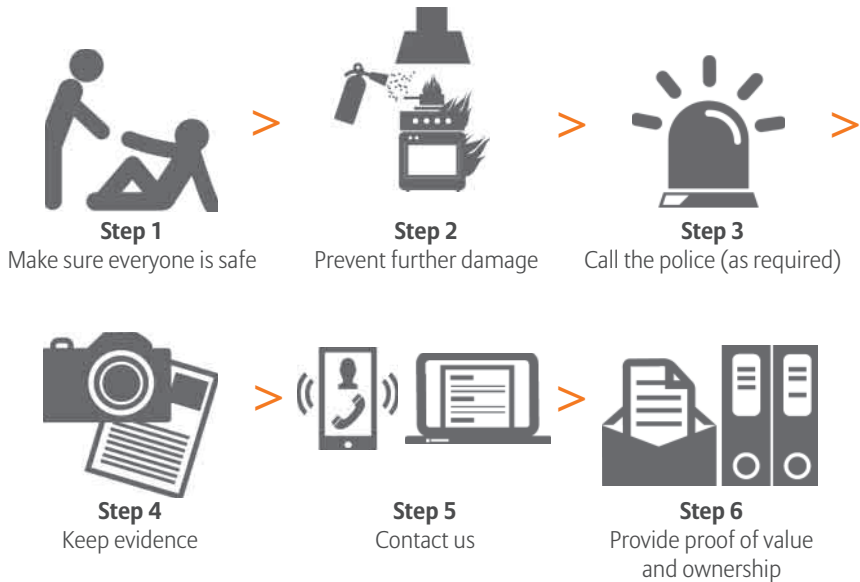 Step 1
Make sure everyone is safe
Step 2
Prevent further damage
Step 3
Call the police (as required)
Step 4
Keep evidence
Step 5
Contact us
Step 6
Provide proof of value
and ownership